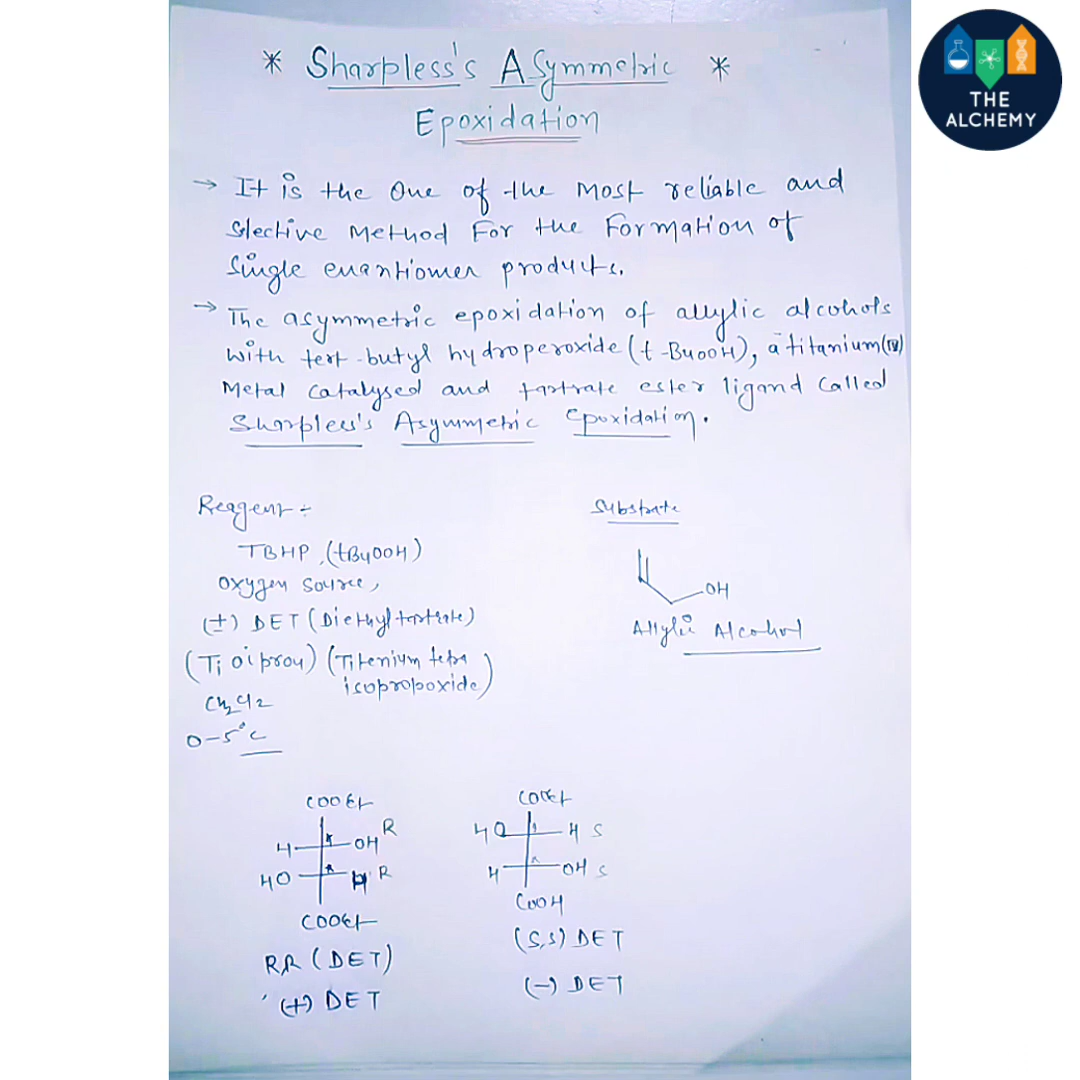 * Sharpless's Asymmetric *
Epoxidation
THE
ALCHEMY
→ It is the One of the Most reliable and
Selective Method For the Formation of
Single enantiomer products.
→ The asymmetric epoxidation of allylic alcohols
With tert-butyl hydroperoxide (t-BuOOH), a titanium(IV)
Metal Catalysed and tartrate ester ligand Called
Sharpless's Asymmetric Epoxidation.
Reagent :-
TBHP, (tBuOOH)
Oxygen Source,
(±) DET (Diethyl tartrate)
(Ti oiprou) (Titenium tetra
isopropoxide)
CH2Cl2
0-5°C
Substrate
OH
Allylic Alcohol
COOEt
H OH R
HO H R
COOEt
RR (DET)
(+) DET
COOEt
HO H S
H OH S
COOH
(S,S) DET
(-) DET